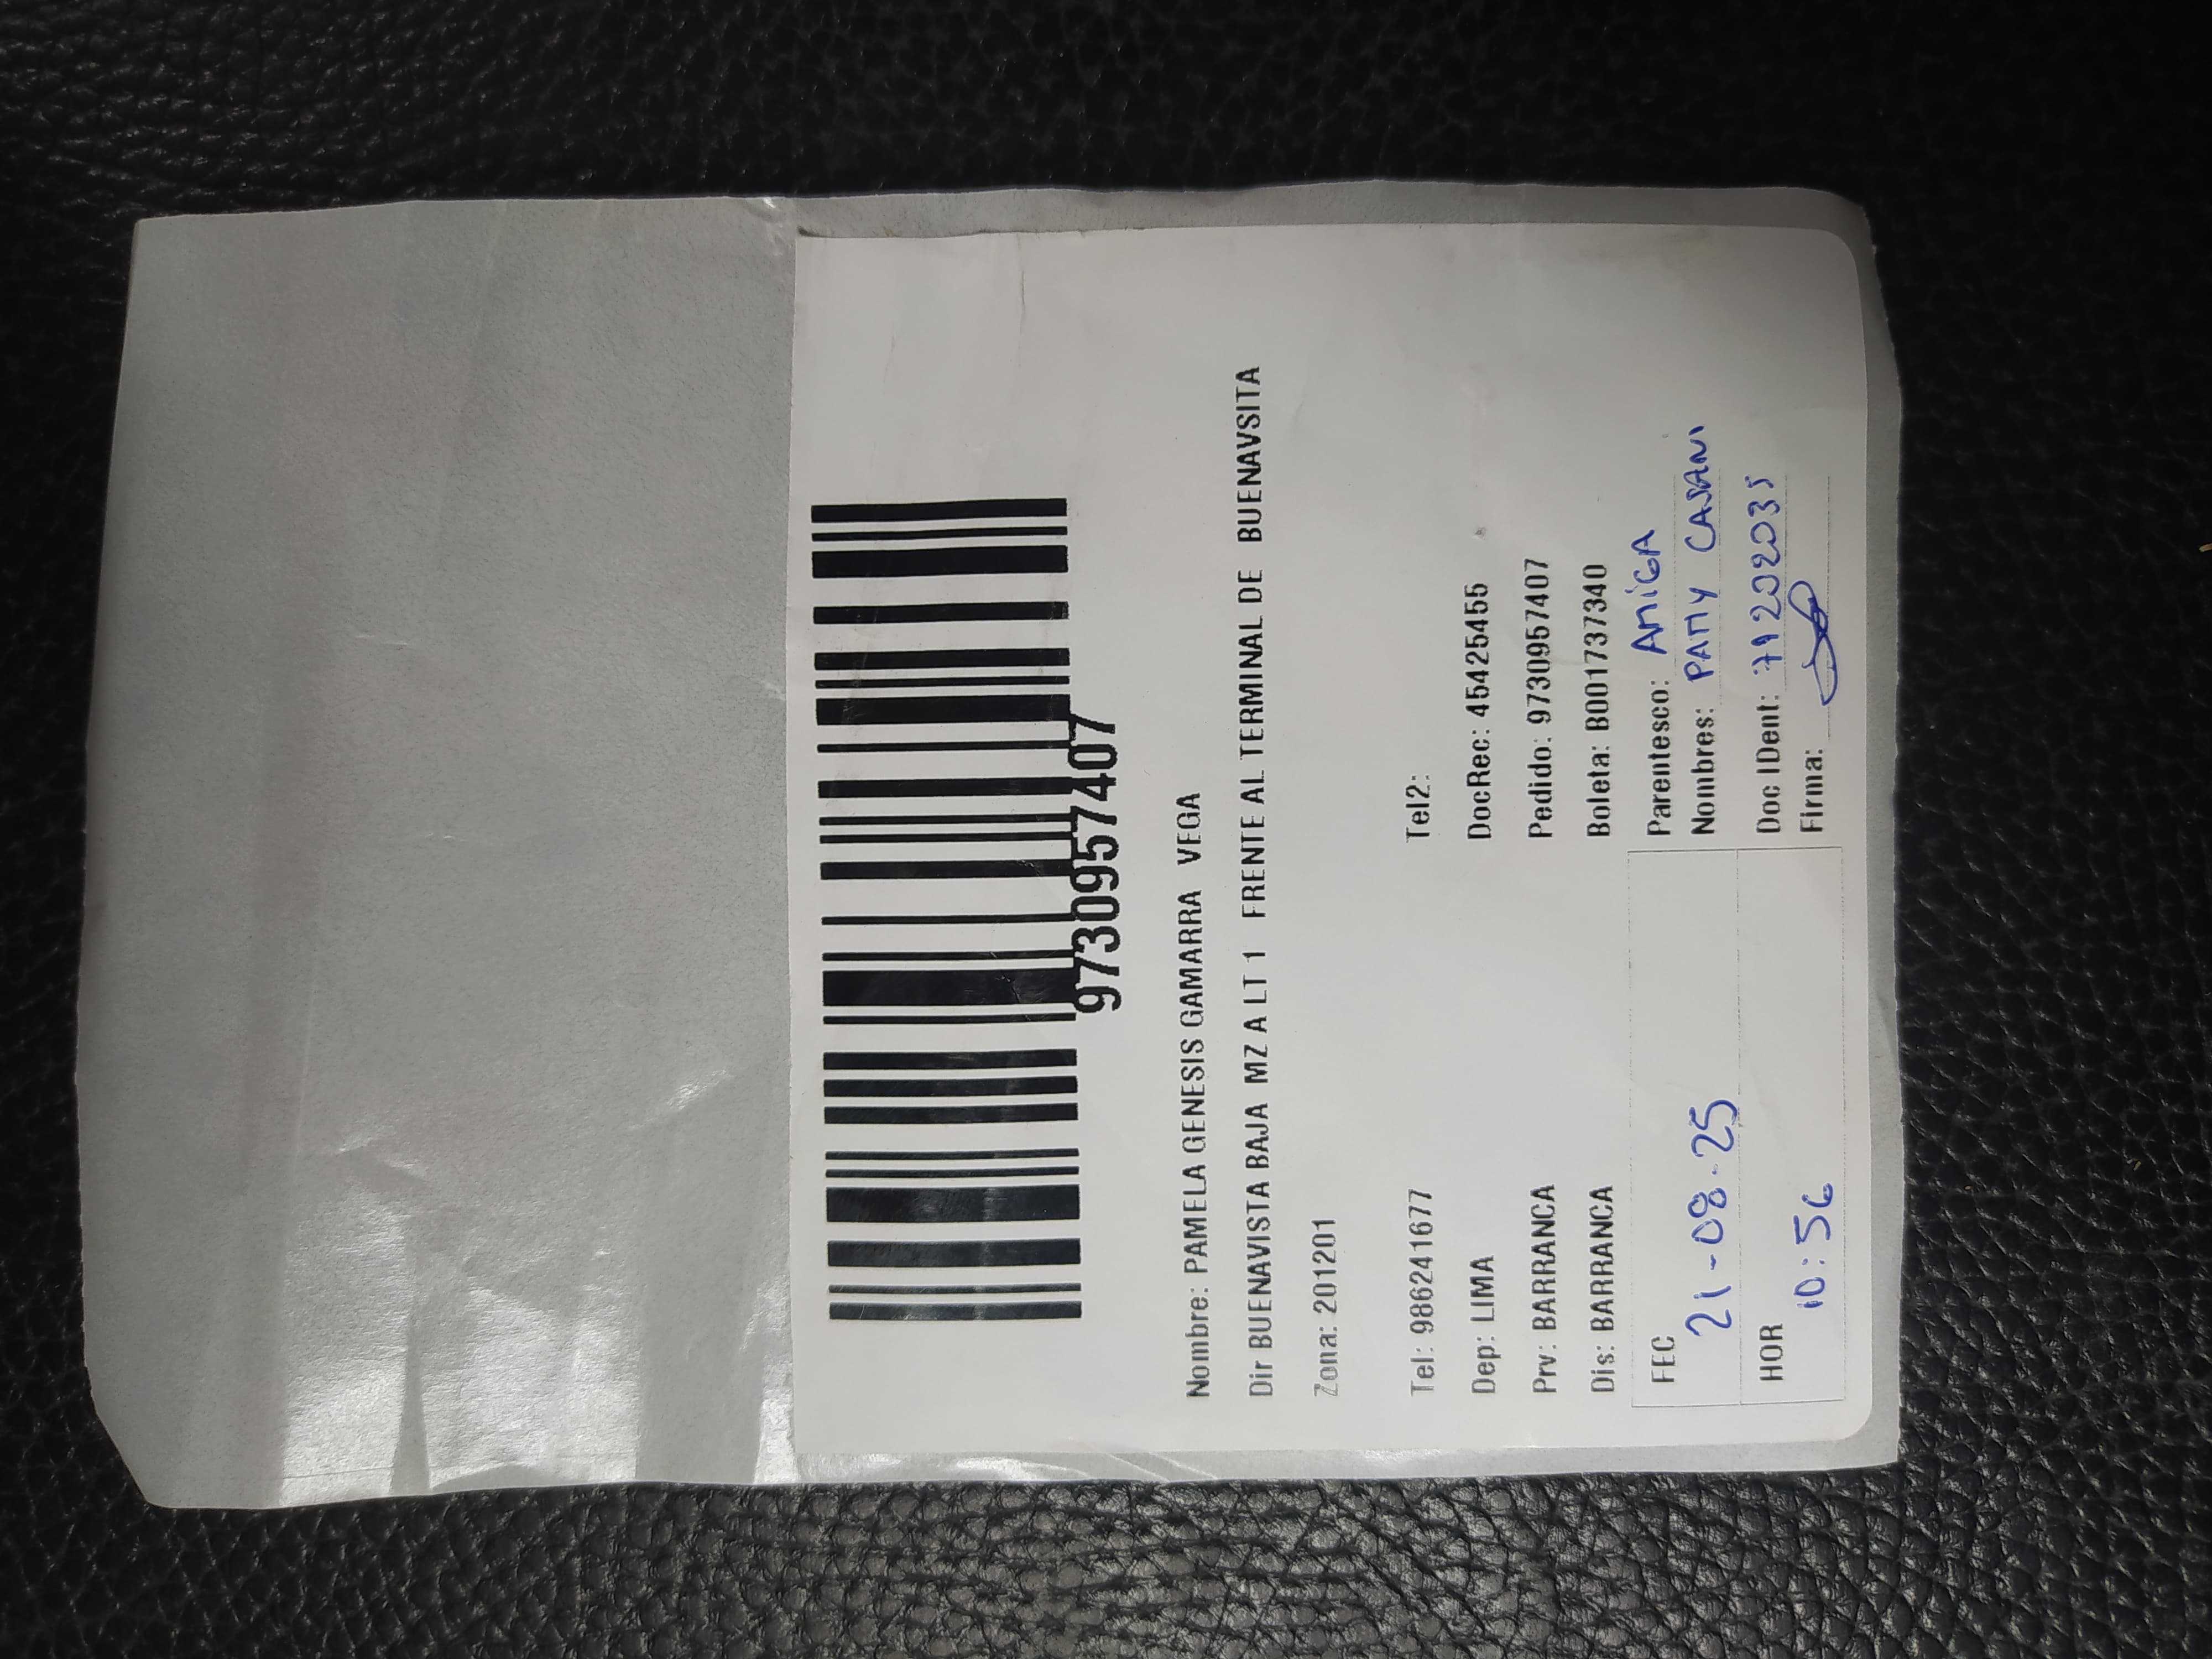 9730957407
Nombre: PAMELA GENESIS GAMARRA VEGA
Dir BUENAVISTA BAJA MZ A LT 1 FRENTE AL TERMINAL DE BUENAVSITA
Zona: 201201
Tel: 986241677 Tel2:
Dep: LIMA DocRec: 45425455
Prv: BARRANCA Pedido: 9730957407
Dis: BARRANCA Boleta: B001737340
FEC 21-08-25 Parentesco: AMIGA
Nombres: PAMY CASANI
HOR 10:56 Doc IDent:
Firma: